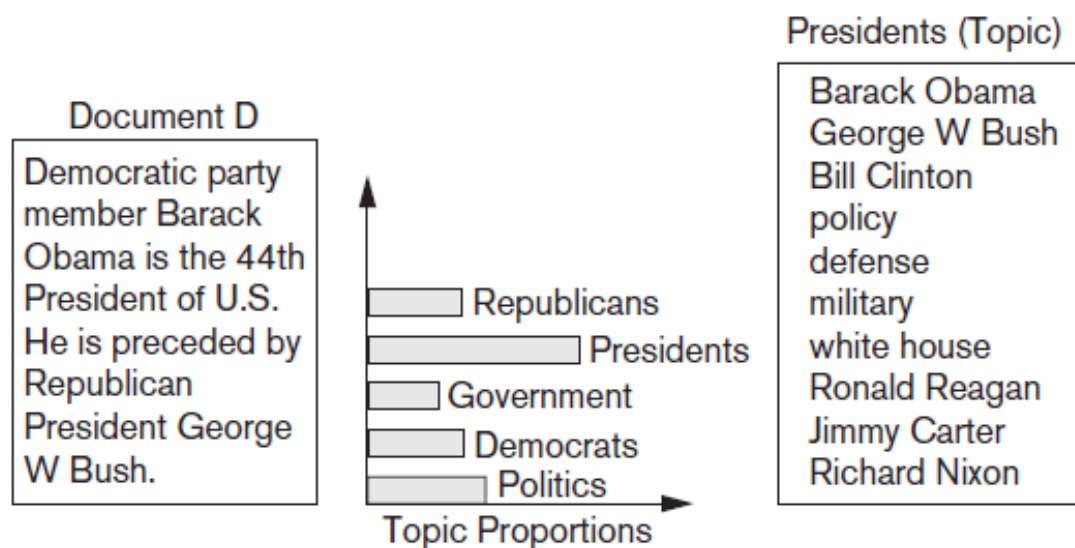 Document D
Democratic party
member Barack
Obama is the 44th
President of U.S.
He is preceded by
Republican
President George
W Bush.
Republicans
Presidents
Government
Democrats
Politics
Topic Proportions
Presidents (Topic)
Barack Obama
George W Bush
Bill Clinton
policy
defense
military
white house
Ronald Reagan
Jimmy Carter
Richard Nixon